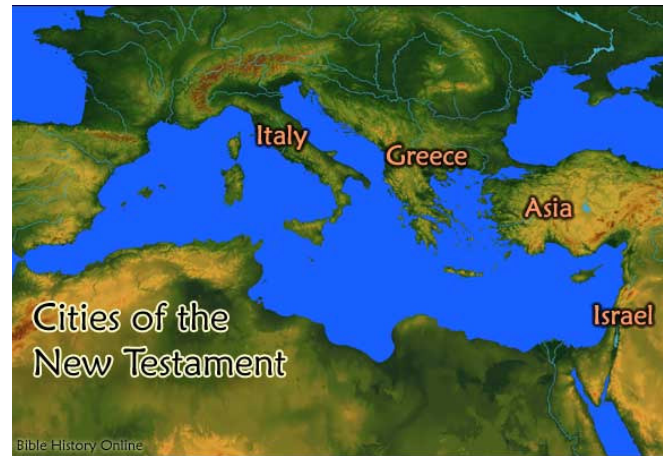 Italy
Greece
Asia
Israel
Cities of the
New Testament
Bible History Online